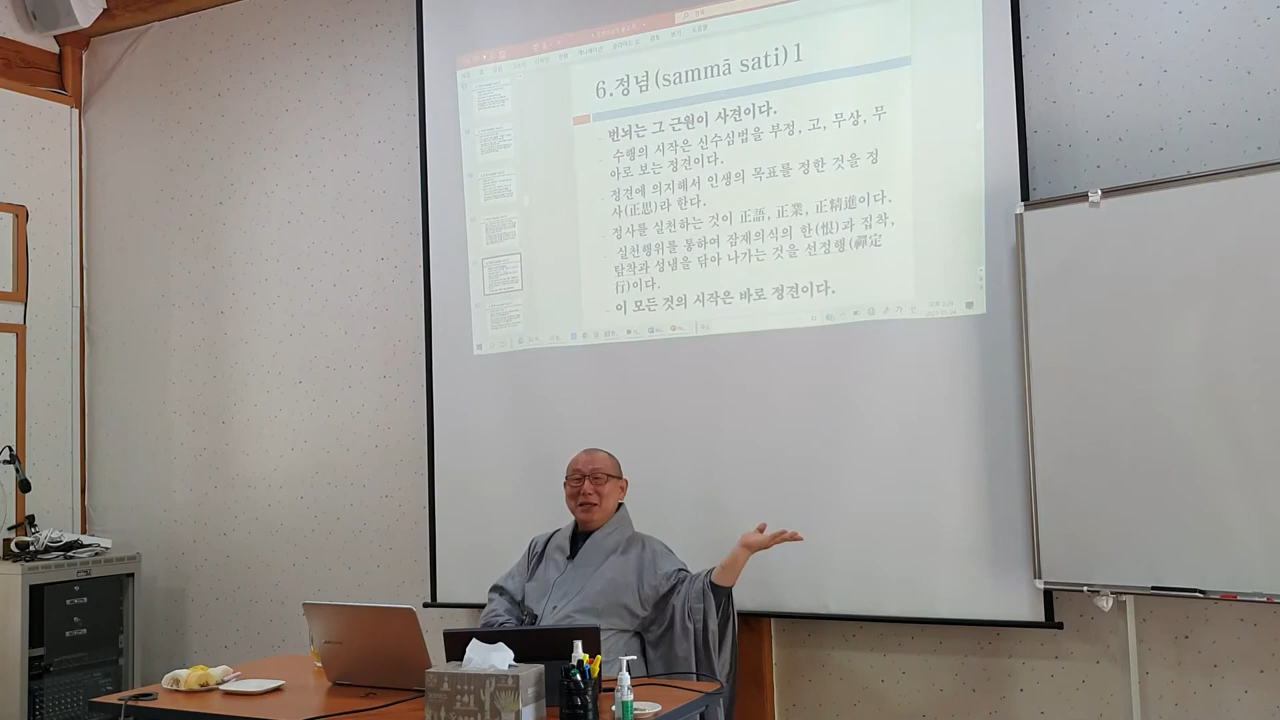 6.정념(sammā sati)1
번뇌는 그 근원이 사견이다.
수행의 시작은 신수심법을 부정, 고, 무상, 무
아로 보는 정견이다.
정견에 의지해서 인생의 목표를 정한 것을 정
사(正思)라 한다.
정사를 실천하는 것이 正語, 正業, 正精進이다.
실천행위를 통하여 잠재의식의 한(恨)과 집착,
탐착과 성냄을 닦아 나가는 것을 선정행(禪定
行)이다.
이 모든 것의 시작은 바로 정견이다.